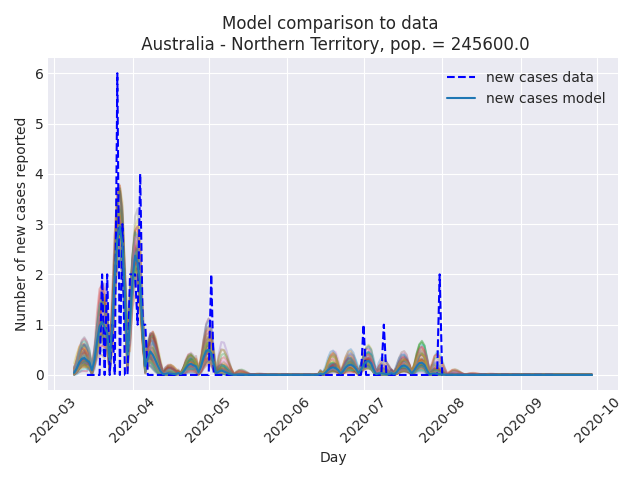 Model comparison to data
Australia - Northern Territory, pop. = 245600.0
new cases data
new cases model
Number of new cases reported
6
5
4
3
2
1
0
2020-03
2020-04
2020-05
2020-06
2020-07
2020-08
2020-09
2020-10
Day